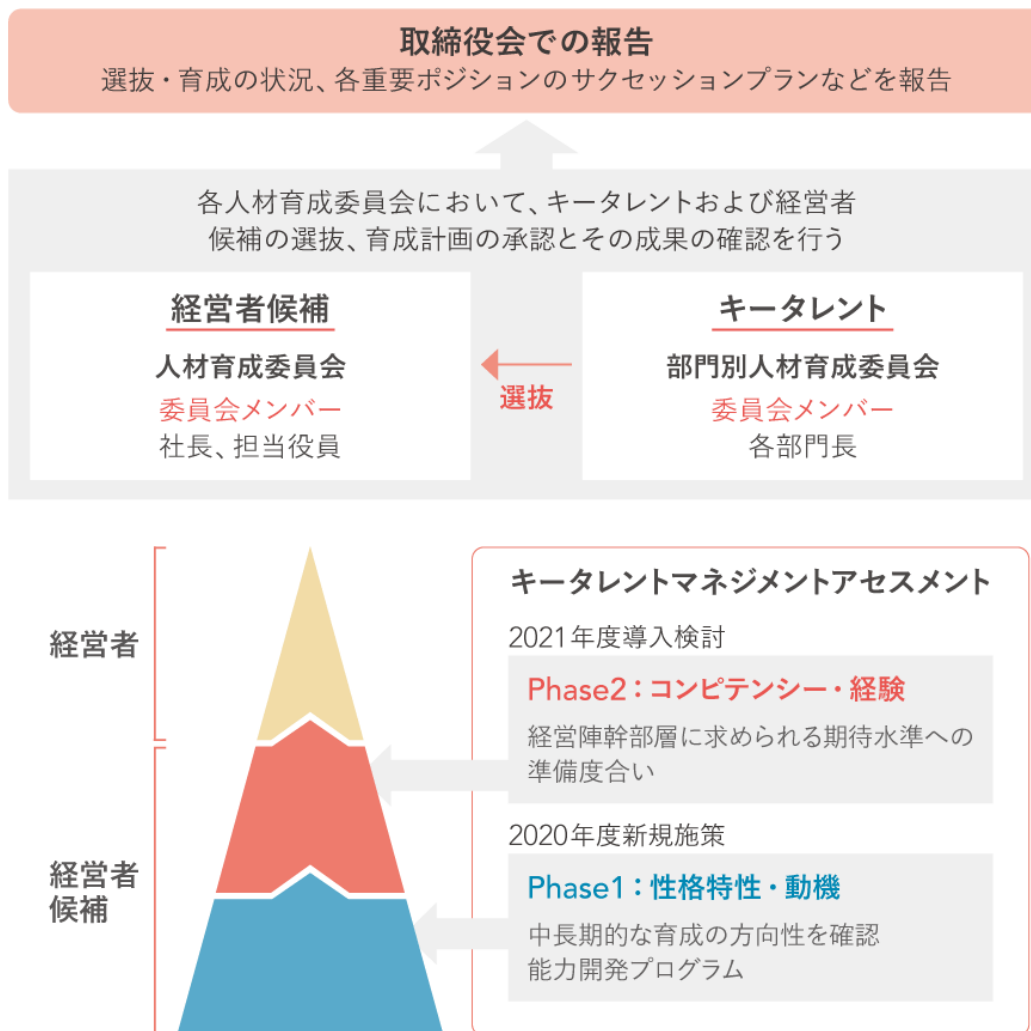 取締役会での報告
選抜・育成の状況、各重要ポジションのサクセッションプランなどを報告
各人材育成委員会において、キータレントおよび経営者
候補の選抜、育成計画の承認とその成果の確認を行う
経営者候補
人材育成委員会
委員会メンバー
社長、担当役員
選抜
キータレント
部門別人材育成委員会
委員会メンバー
各部門長
経営者
経営者
候補
キータレントマネジメントアセスメント
2021年度導入検討
Phase2：コンピテンシー・経験
経営陣幹部層に求められる期待水準への
準備度合い
2020年度新規施策
Phase1：性格特性・動機
中長期的な育成の方向性を確認
能力開発プログラム